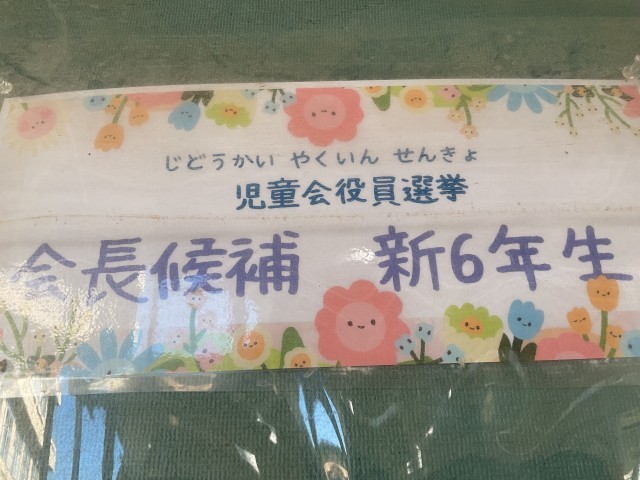 じどうかい やくいん せんきょ
児童会役員選挙
会長候補 新6年生